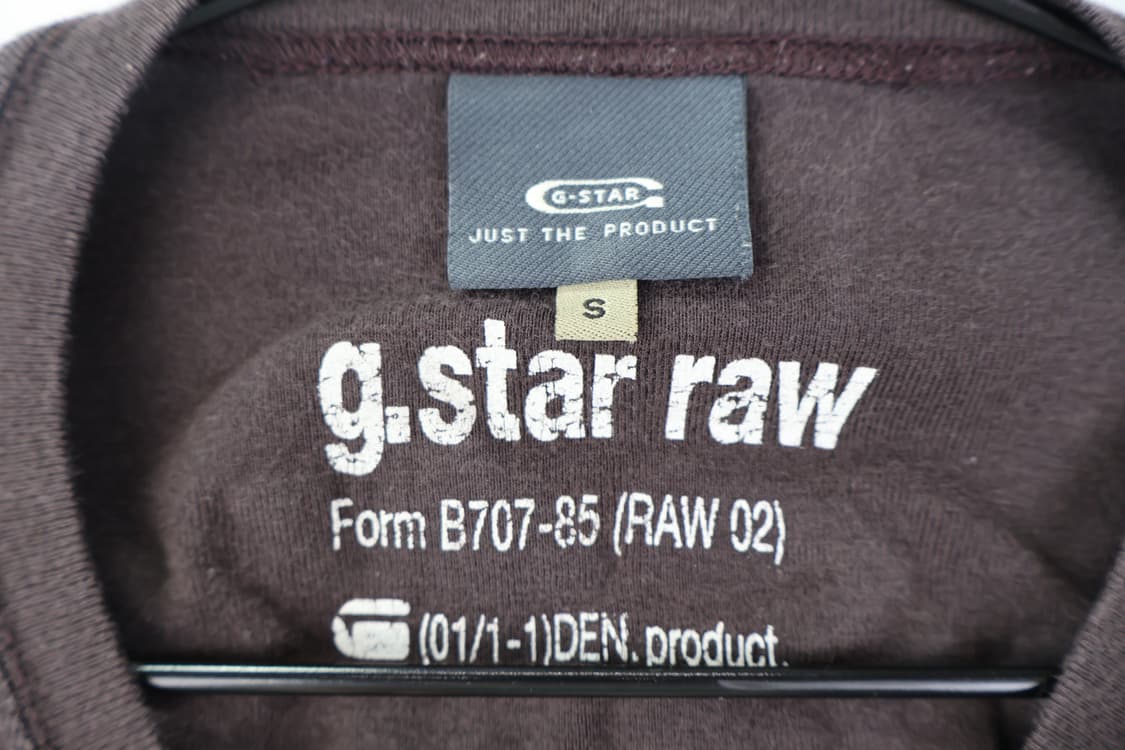 G-STAR
JUST THE PRODUCT
S
g.star raw
Form B707-85 (RAW 02)
(01/1-1)DEN. product.